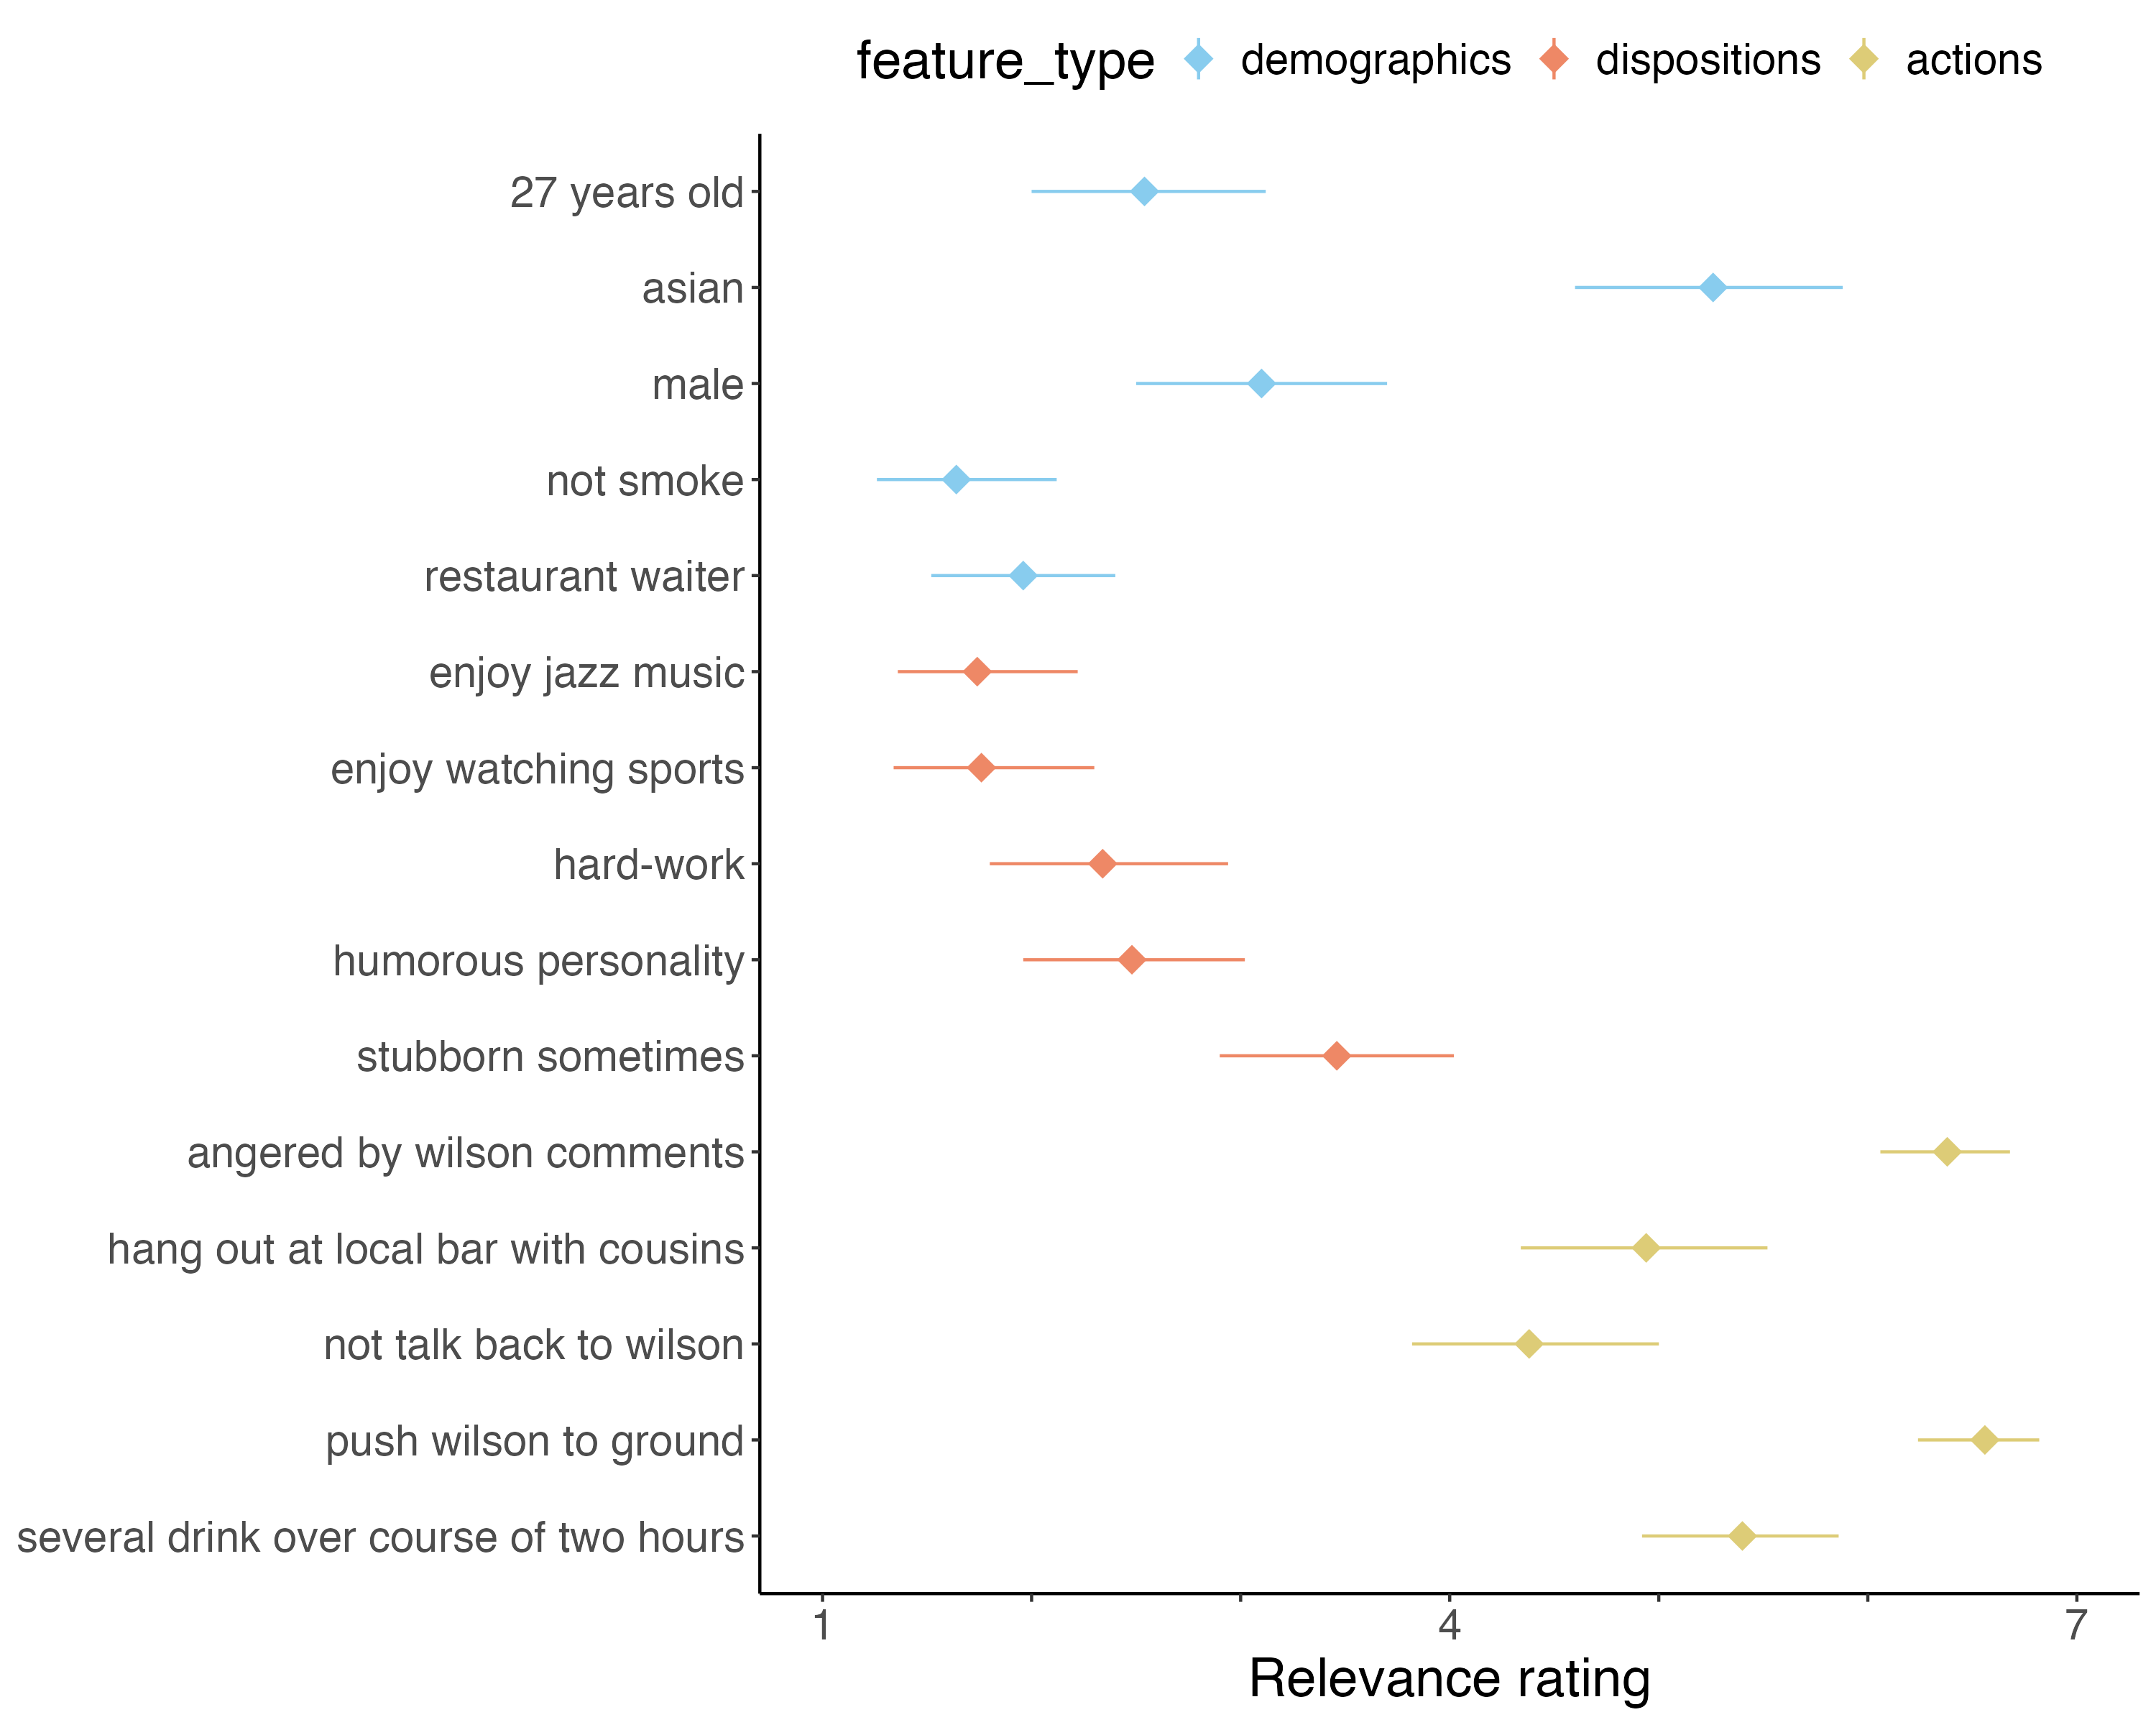 feature_type demographics dispositions actions
27 years old
asian
male
not smoke
restaurant waiter
enjoy jazz music
enjoy watching sports
hard-work
humorous personality
stubborn sometimes
angered by wilson comments
hang out at local bar with cousins
not talk back to wilson
push wilson to ground
several drink over course of two hours
1 4 7
Relevance rating